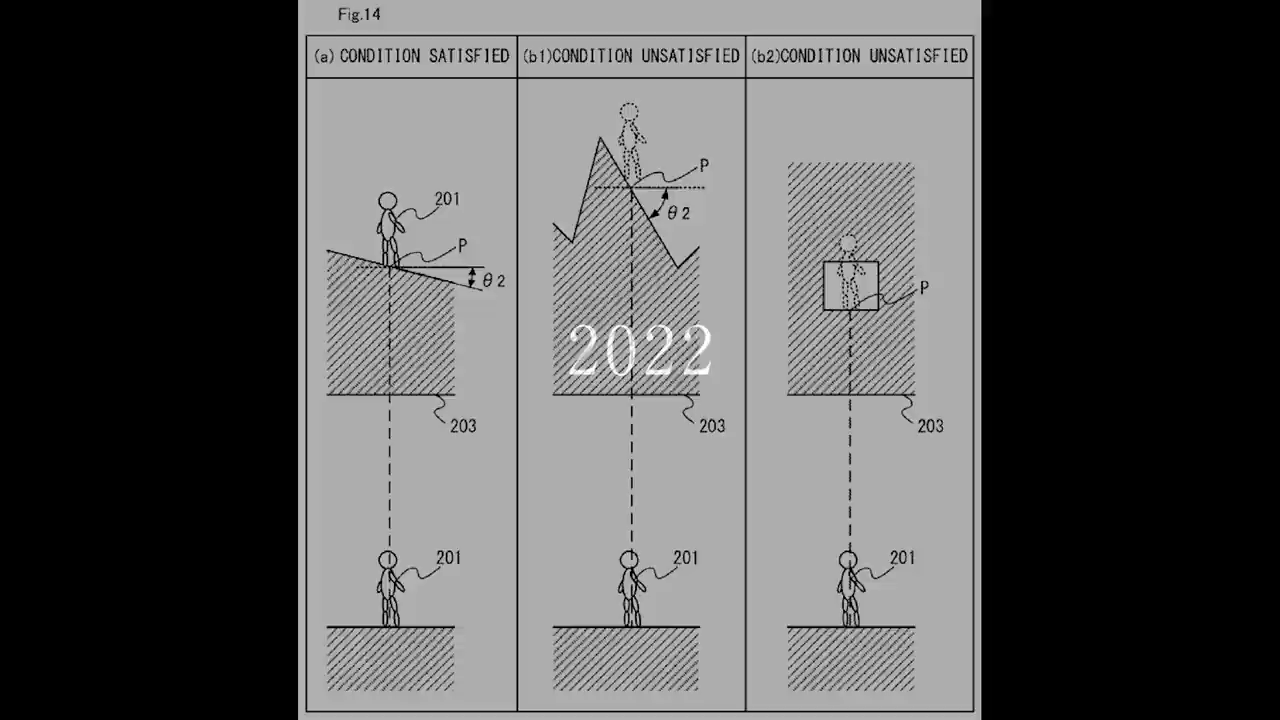 Fig.14
(a) CONDITION SATISFIED
(b1)CONDITION UNSATISFIED
(b2)CONDITION UNSATISFIED
201
P
θ2
203
201
P
θ2
203
201
P
203
201
2022